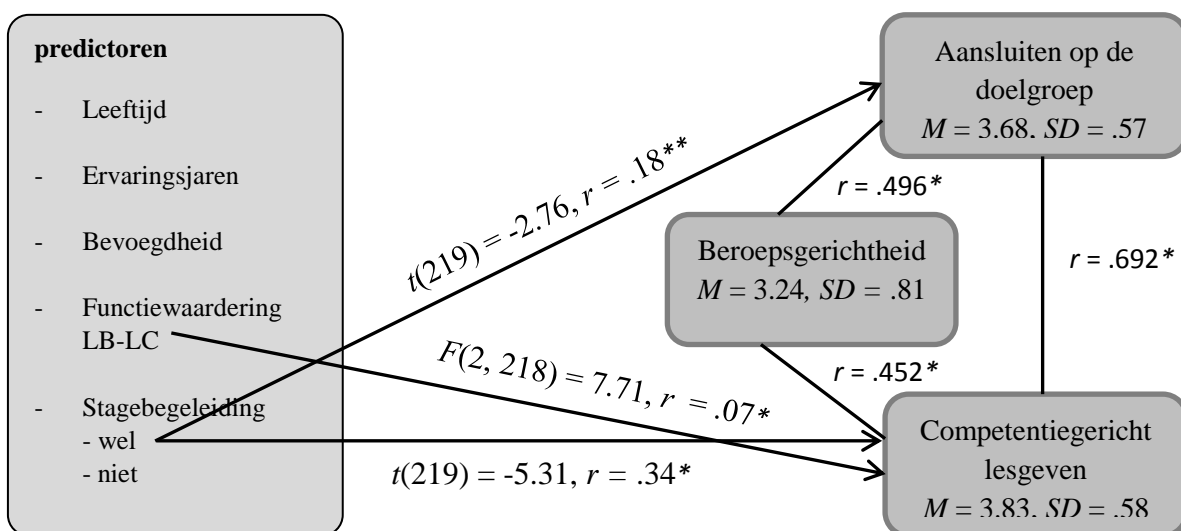 predictoren
- Leeftijd
- Ervaringsjaren
- Bevoegdheid
- Functiewaardering
LB-LC
- Stagebegeleiding
- wel
- niet
t(219) = -2.76, r = .18**
F(2, 218) = 7.71, r = .07*
t(219) = -5.31, r = .34*
Aansluiten op de
doelgroep
M = 3.68. SD = .57
r = .496*
Beroepsgerichtheid
M = 3.24, SD = .81
r = .692*
r = .452*
Competentiegericht
lesgeven
M = 3.83. SD = .58